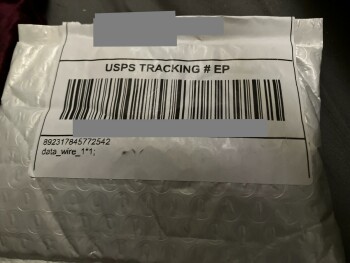 USPS TRACKING # EP
892317845772542
data_wire_1*1;